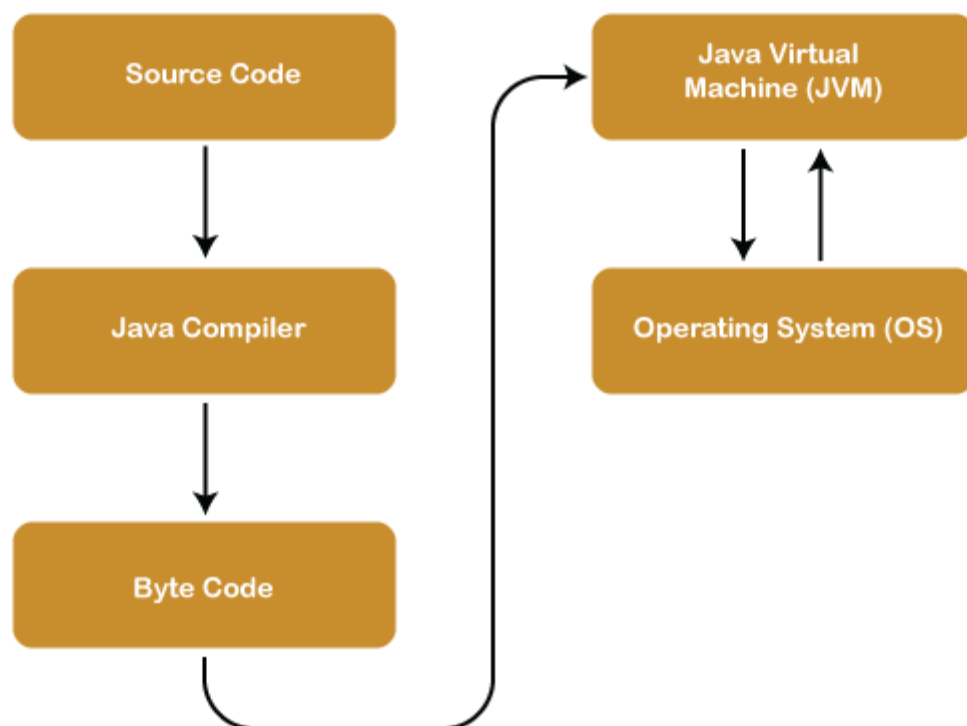 Source Code
Java Compiler
Byte Code
Java Virtual
Machine (JVM)
Operating System (OS)